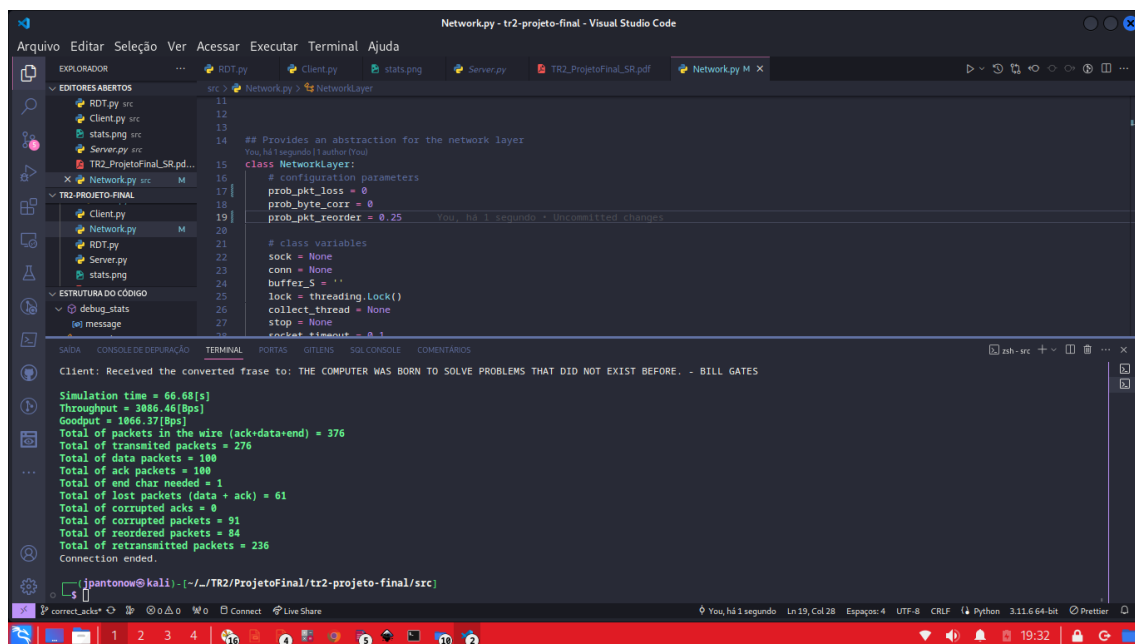 Network.py - tr2-projeto-final - Visual Studio Code
Arquivo Editar Seleção Ver Acessar Executar Terminal Ajuda
EXPLORADOR
RDT.py
Client.py
stats.png
Server.py
TR2_ProjetoFinal_SR.pdf
Network.py M
EDITORES ABERTOS
RDT.py src
Client.py src
stats.png src
Server.py src
TR2_ProjetoFinal_SR.pd...
Network.py src M
TR2-PROJETO-FINAL
Client.py
Network.py M
RDT.py
Server.py
stats.png
ESTRUTURA DO CÓDIGO
debug_stats
message
src > Network.py > NetworkLayer
11
12
13
14 ## Provides an abstraction for the network layer
You, há 1 segundo | 1 author (You)
15 class NetworkLayer:
16 # configuration parameters
17 prob_pkt_loss = 0
18 prob_byte_corr = 0
19 prob_pkt_reorder = 0.25 You, há 1 segundo • Uncommitted changes
20
21 # class variables
22 sock = None
23 conn = None
24 buffer_S = ''
25 lock = threading.Lock()
26 collect_thread = None
27 stop = None
28 socket_timeout = 0.1
SAÍDA CONSOLE DE DEPURAÇÃO TERMINAL PORTAS GITLENS SQL CONSOLE COMENTÁRIOS
zsh - src
Client: Received the converted frase to: THE COMPUTER WAS BORN TO SOLVE PROBLEMS THAT DID NOT EXIST BEFORE. - BILL GATES
Simulation time = 66.68[s]
Throughput = 3086.46[Bps]
Goodput = 1066.37[Bps]
Total of packets in the wire (ack+data+end) = 376
Total of transmited packets = 276
Total of data packets = 100
Total of ack packets = 100
Total of end char needed = 1
Total of lost packets (data + ack) = 61
Total of corrupted acks = 0
Total of corrupted packets = 91
Total of reordered packets = 84
Total of retransmitted packets = 236
Connection ended.
(jpantonow㉿kali)-[~/…/TR2/ProjetoFinal/tr2-projeto-final/src]
$
correct_acks* 0 0 0 Connect Live Share You, há 1 segundo Ln 19, Col 28 Espaços: 4 UTF-8 CRLF Python 3.11.6 64-bit Prettier
1 2 3 4 16 4 5 10 2 19:32